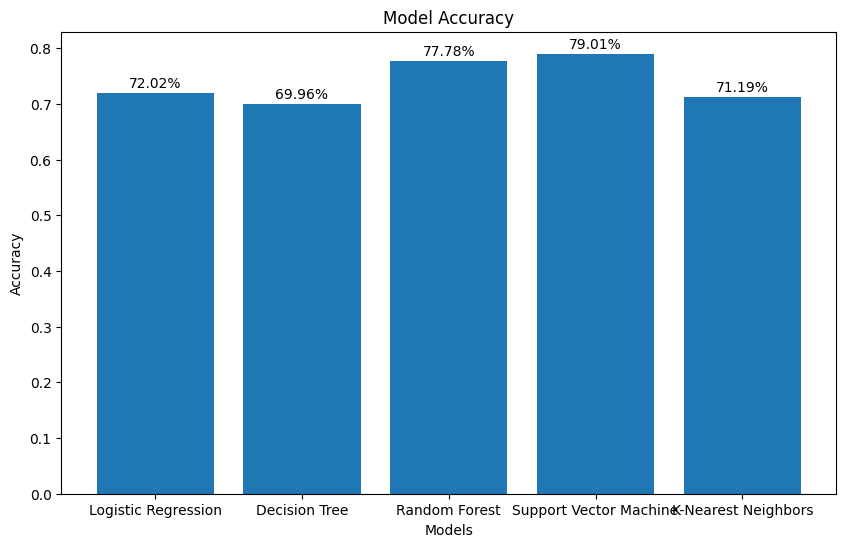 Model Accuracy
0.8
0.7
0.6
0.5
0.4
0.3
0.2
0.1
0.0
Accuracy
72.02%
69.96%
77.78%
79.01%
71.19%
Logistic Regression
Decision Tree
Random Forest
Support Vector Machine
K-Nearest Neighbors
Models